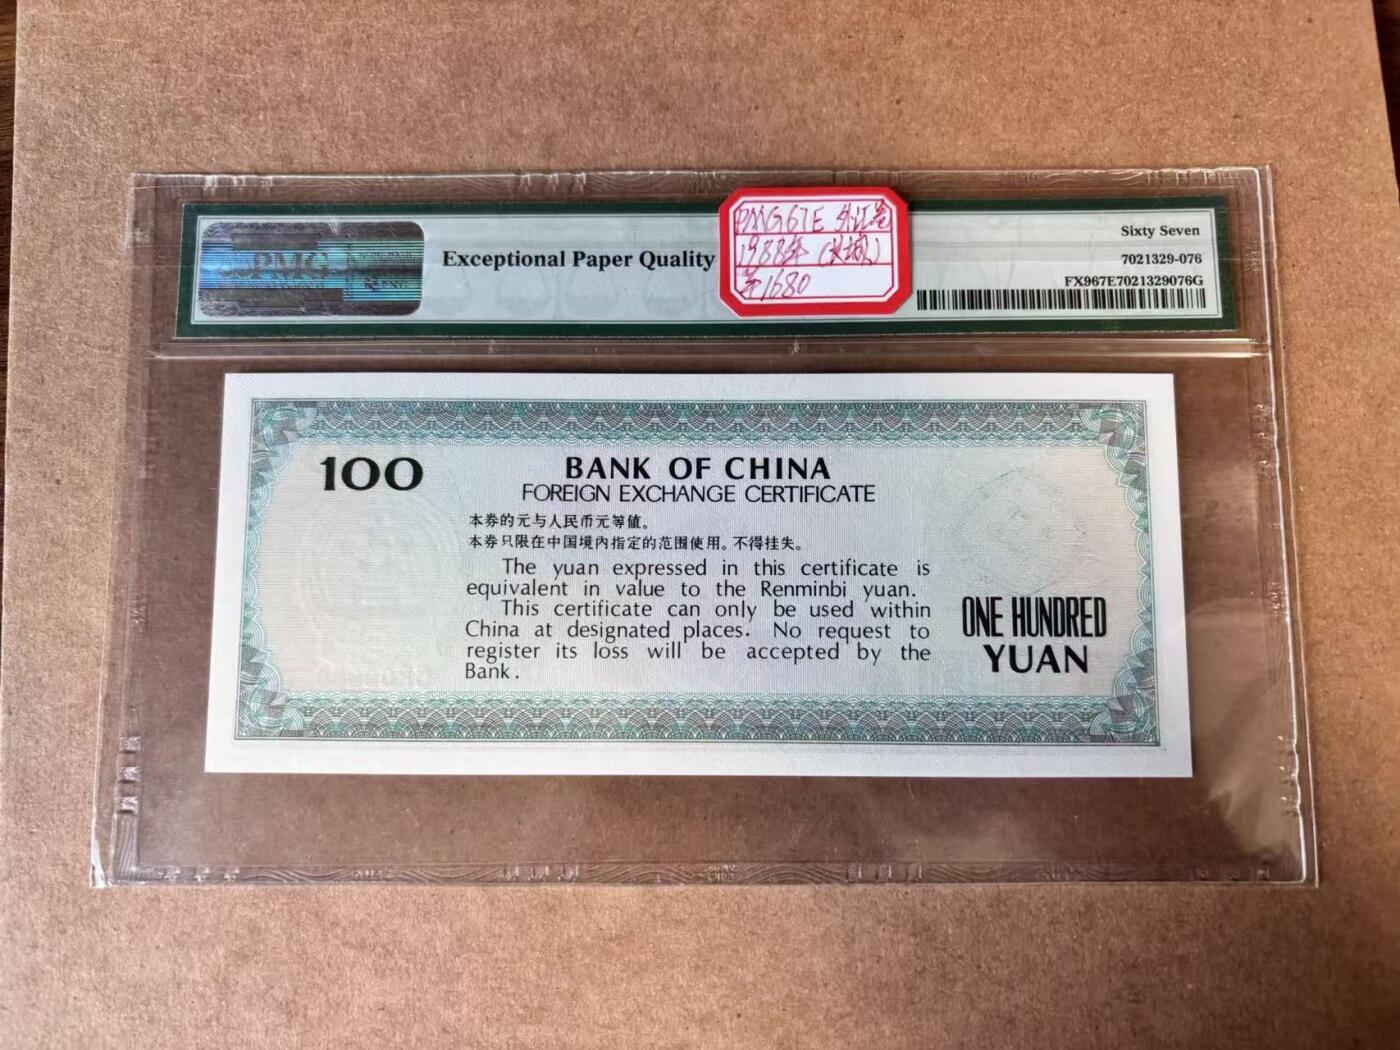 PMG
Exceptional Paper Quality
PMG67E 外汇卷
1988年(长城)
Sixty Seven
7021329-076
FX967E7021329076G
100
BANK OF CHINA
FOREIGN EXCHANGE CERTIFICATE
本券的元与人民币元等值。
本券只限在中国境内指定的范围使用。不得挂失。
The yuan expressed in this certificate is
equivalent in value to the Renminbi yuan.
This certificate can only be used within
China at designated places. No request to
register its loss will be accepted by the
Bank.
ONE HUNDRED
YUAN